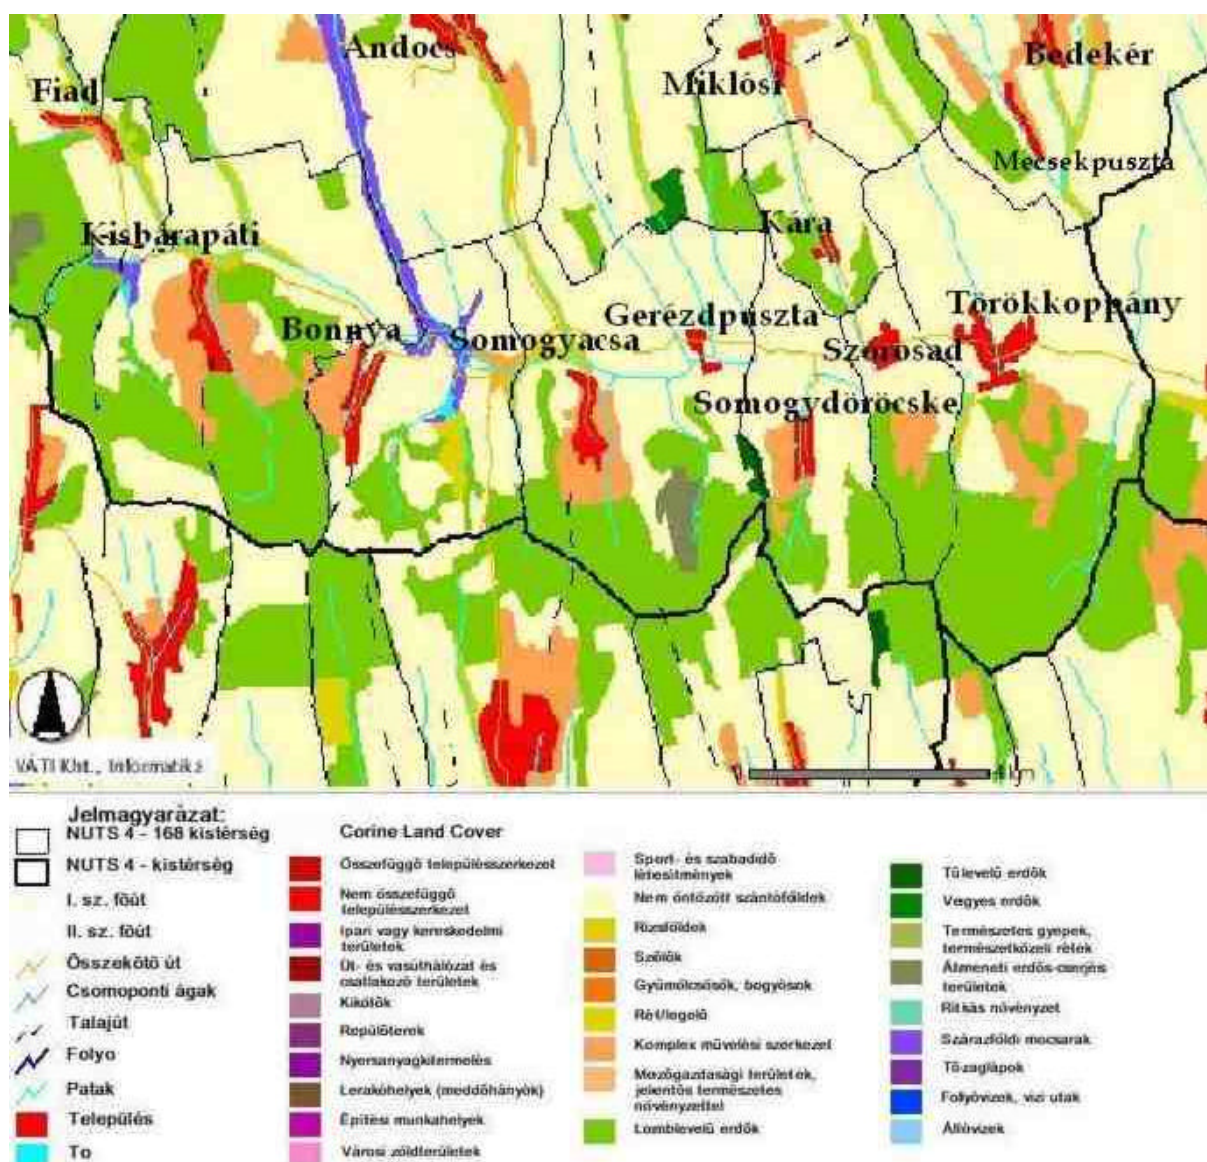 Andocs
Fiad
Miklósi
Bedekér
Mecsekpuszta
Kisbárapáti
Kára
Bonnya
Somogyacsa
Gerézdpuszta
Törökkoppány
Szorosad
Somogydöröcske
VÁTI Kht., Informatika
km
Jelmagyarázat:
NUTS 4 - 168 kistérség
NUTS 4 - kistérség
I. sz. főút
II. sz. főút
Összekötő út
Csomoponti ágak
Talajút
Folyo
Patak
Település
To
Corine Land Cover
Összefüggő településszerkezet
Nem összefüggő
településszerkezet
Ipari vagy kereskedelmi
területek
Út- és vasúthálózat és
csatlakozó területek
Kikötők
Repülőterek
Nyersanyagkitermelés
Lerakóhelyek (meddőhányók)
Építési munkahelyek
Városi zöldterületek
Sport- és szabadidő
létesítmények
Nem öntözött szántóföldek
Rizsföldek
Szőlők
Gyümölcsösök, bogyósok
Rét/legelő
Komplex művelési szerkezet
Mezőgazdasági területek,
jelentős természetes
növényzettel
Lomblevelű erdők
Tűlevelű erdők
Vegyes erdők
Természetes gyepek,
természetközeli rétek
Átmeneti erdős-cserjés
területek
Ritkás növényzet
Szárazföldi mocsarak
Tőzeglápok
Folyóvizek, vizi utak
Állóvizek